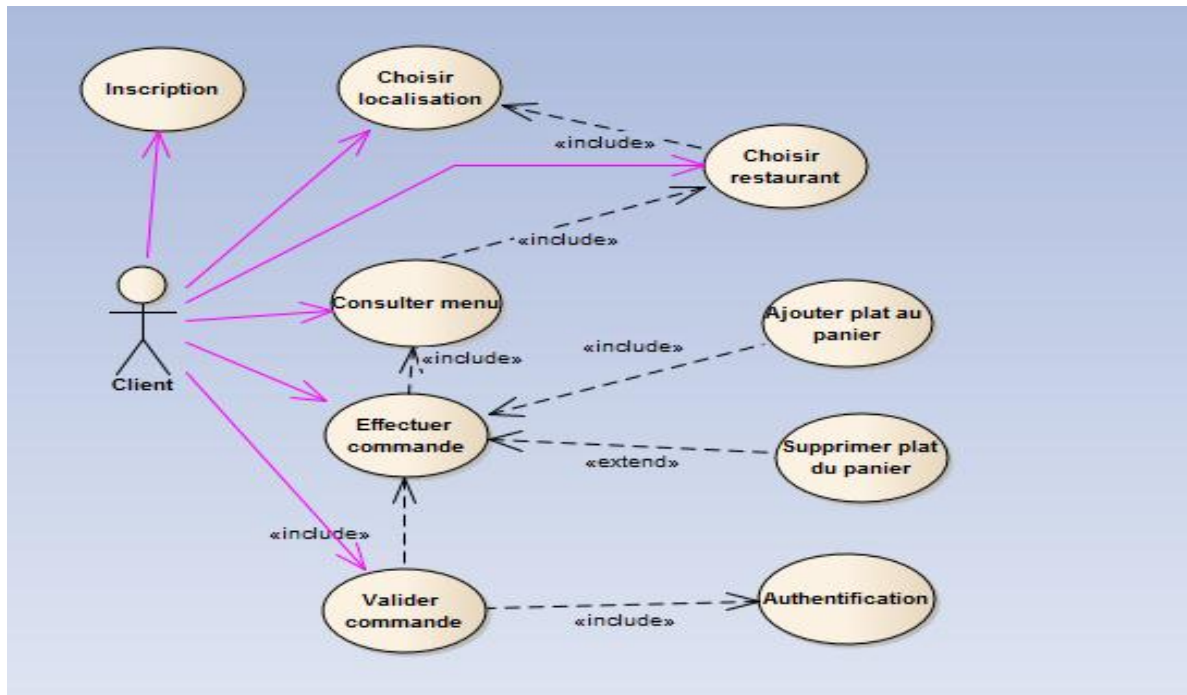 Inscription
Choisir
localisation
«include»
Choisir
restaurant
«include»
Consulter menu
Ajouter plat au
panier
«include»
«include»
Client
Effectuer
commande
Supprimer plat
du panier
«extend»
«include»
Valider
commande
Authentification
«include»